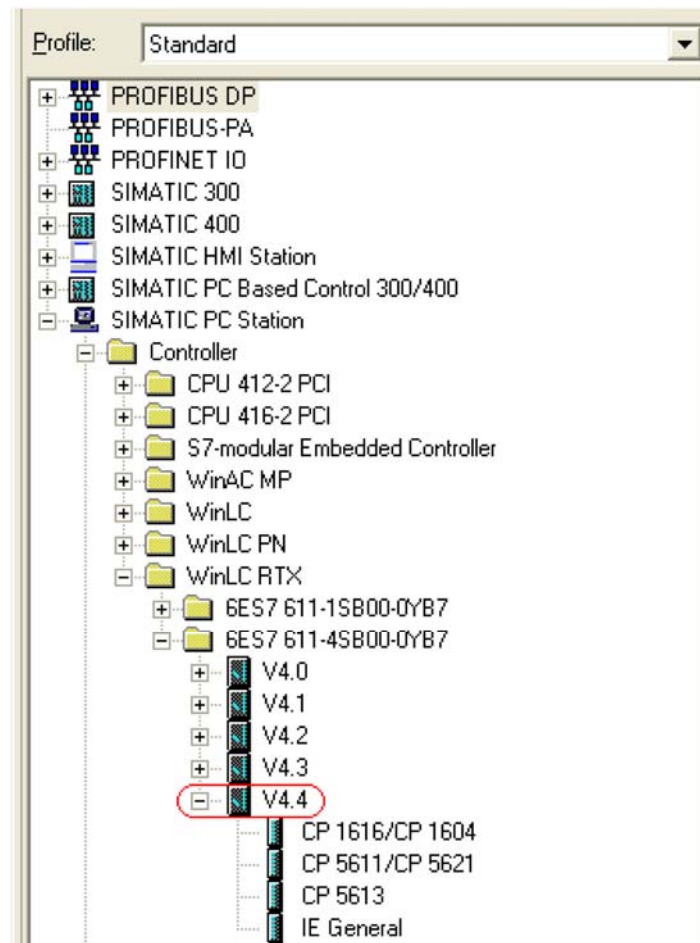 Profile: Standard
PROFIBUS DP
PROFIBUS-PA
PROFINET IO
SIMATIC 300
SIMATIC 400
SIMATIC HMI Station
SIMATIC PC Based Control 300/400
SIMATIC PC Station
Controller
CPU 412-2 PCI
CPU 416-2 PCI
S7-modular Embedded Controller
WinAC MP
WinLC
WinLC PN
WinLC RTX
6ES7 611-1SB00-0YB7
6ES7 611-4SB00-0YB7
V4.0
V4.1
V4.2
V4.3
V4.4
CP 1616/CP 1604
CP 5611/CP 5621
CP 5613
IE General